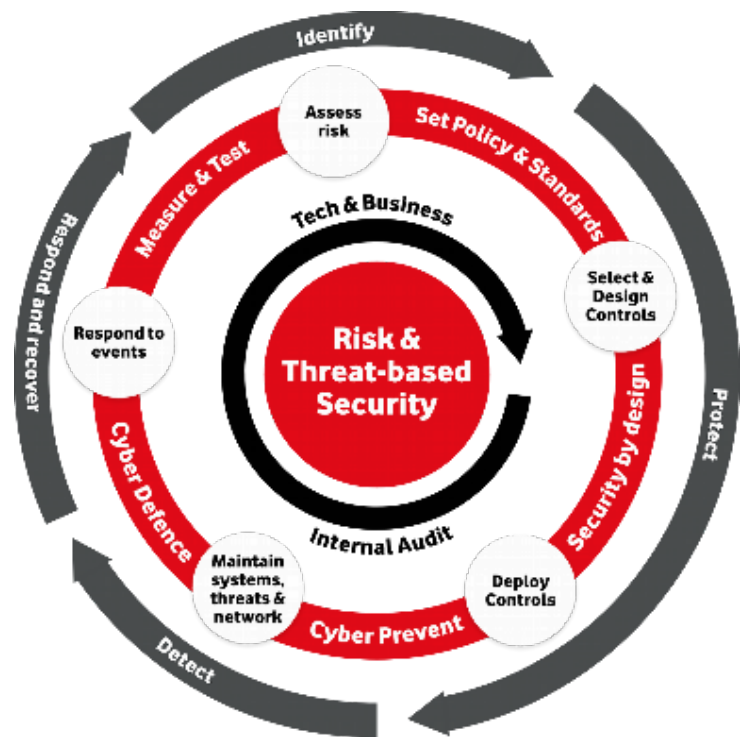 Identify
Assess
risk
Set Policy & Standards
Measure & Test
Tech & Business
Respond and recover
Select &
Design
Controls
Respond to
events
Risk &
Threat-based
Security
Protect
Security by design
Cyber Defence
Internal Audit
Maintain
systems,
threats &
network
Deploy
Controls
Cyber Prevent
Detect